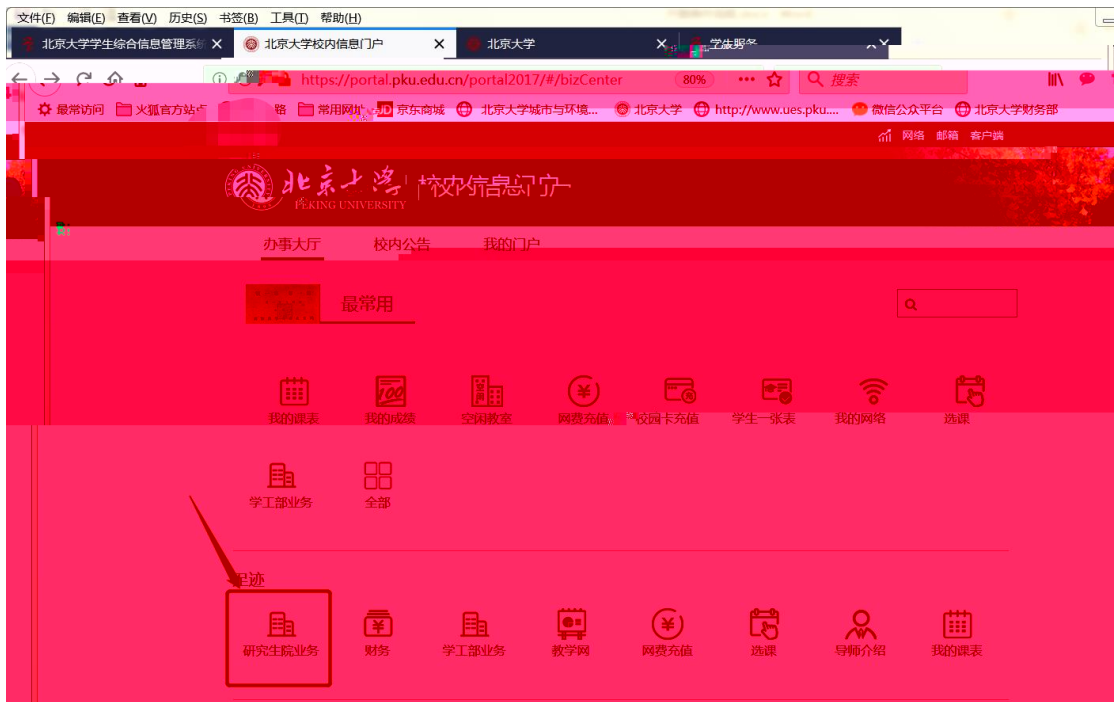 文件(F) 编辑(E) 查看(V) 历史(S) 书签(B) 工具(T) 帮助(H)
北京大学学生综合信息管理系统 北京大学校内信息门户 北京大学
https://portal.pku.edu.cn/portal2017/#/bizCenter 80% 搜索
最常访问 火狐官方站点 路 常用网址 JD 京东商城 北京大学城市与环境... 北京大学 http://www.ues.pku.... 微信公众平台 北京大学财务部
网络 邮箱 客户端
北京大学 校内信息门户
PEKING UNIVERSITY
办事大厅 校内公告 我的门户
最常用
我的课表 我的成绩 空闲教室 网费充值 校园卡充值 学生一张表 我的网络 选课
学工部业务 全部
足迹
研究生院业务 财务 学工部业务 教学网 网费充值 选课 导师介绍 我的课表